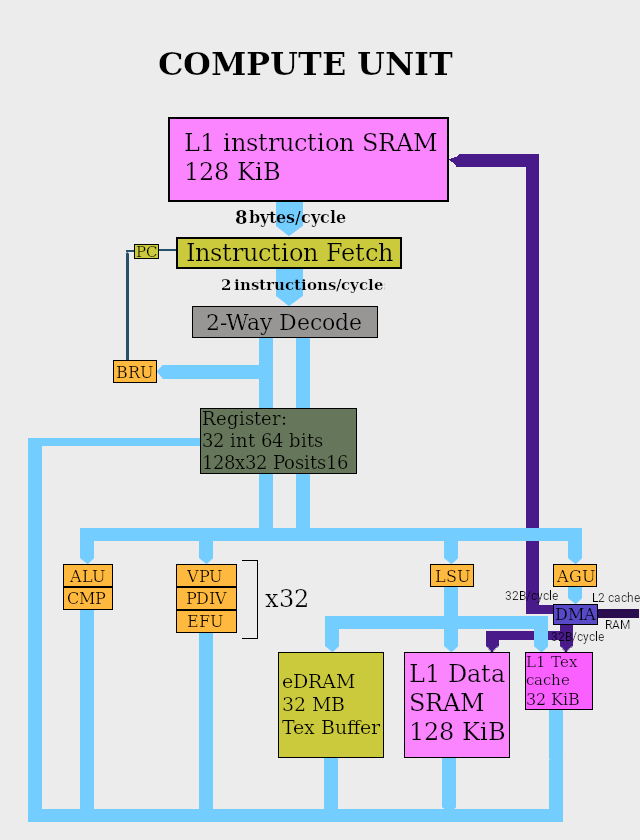 COMPUTE UNIT
L1 instruction SRAM
128 KiB
8 bytes/cycle
PC
Instruction Fetch
2 instructions/cycle
2-Way Decode
BRU
Register:
32 int 64 bits
128x32 Posits16
ALU
CMP
VPU
PDIV
EFU
x32
LSU
AGU
32B/cycle
L2 cache
DMA
RAM
32B/cycle
eDRAM
32 MB
Tex Buffer
L1 Data
SRAM
128 KiB
L1 Tex
cache
32 KiB